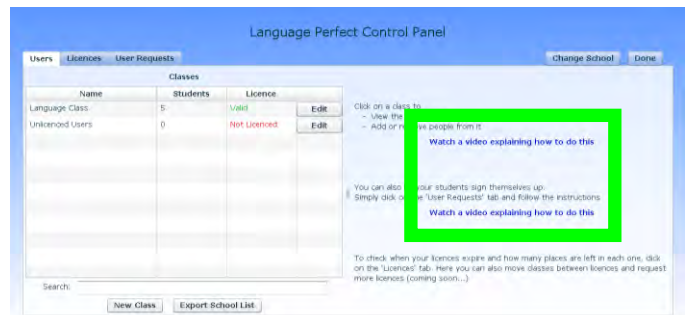 Language Perfect Control Panel
Users Licences User Requests Change School Done
Classes
Name Students Licence
Language Class 5 Valid Edit
Unlicenced Users 0 Not Licenced Edit
Click on a class to
- View the
- Add or people from it
Watch a video explaining how to do this
You can also your students sign themselves up.
Simply click 'User Requests' tab and follow the instructions
Watch a video explaining how to do this
To check when your licences expire and how many places are left in each one, click
on the 'Licences' tab. Here you can also move classes between licences and request
more licences (coming soon...)
Search:
New Class Export School List